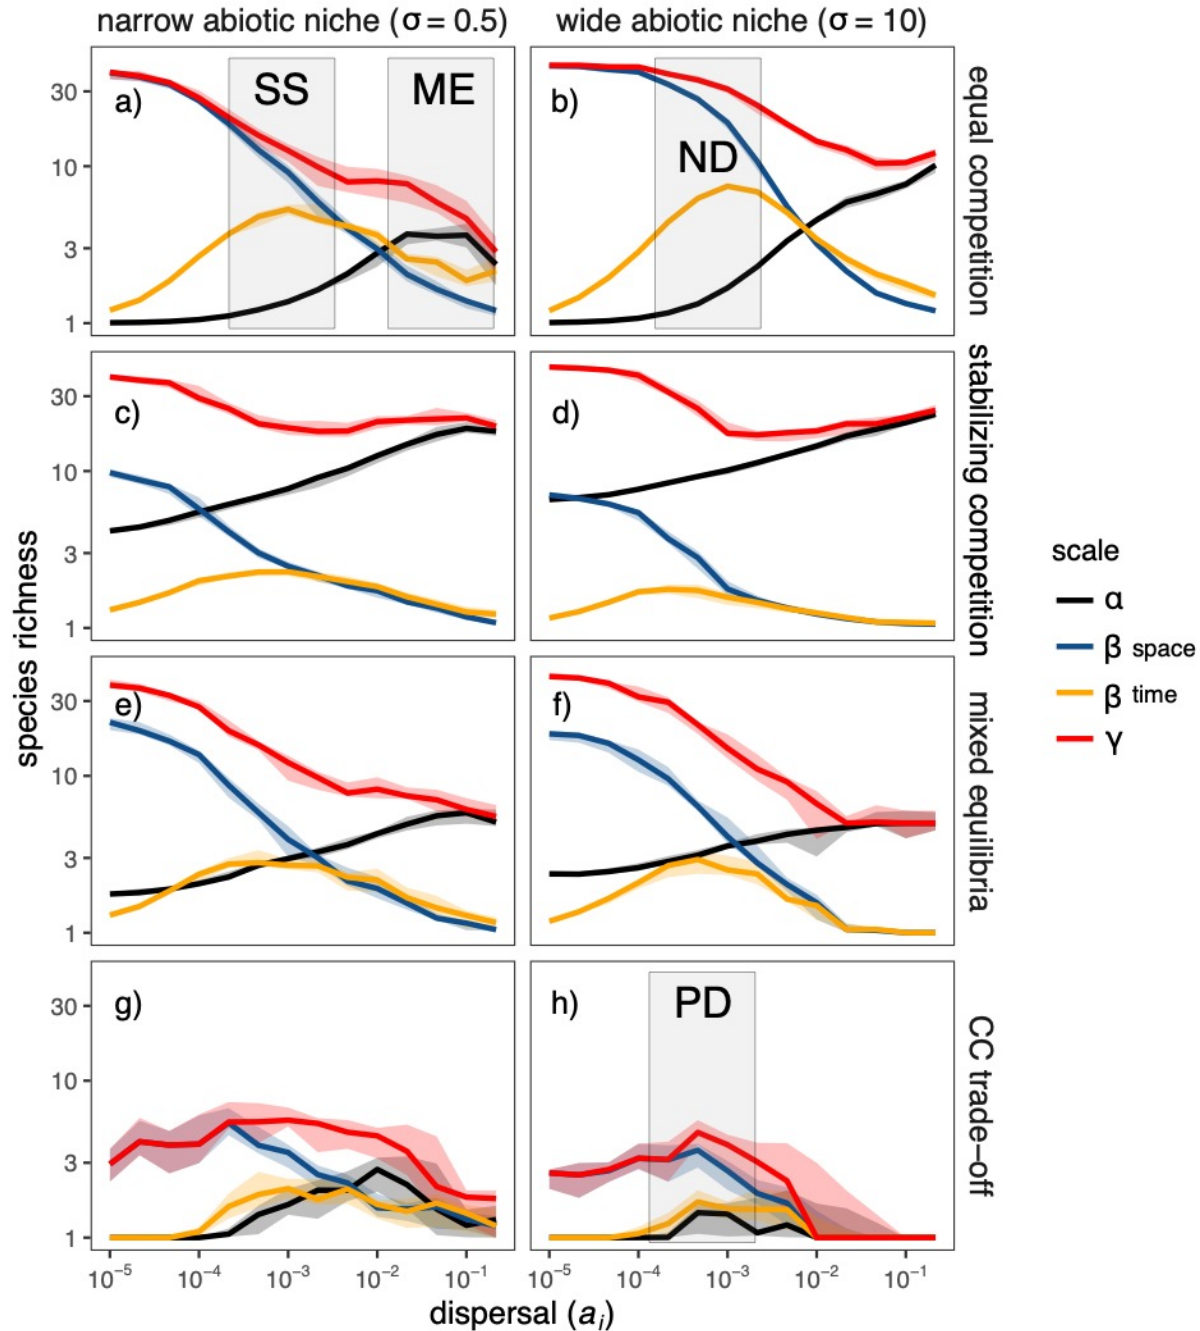 narrow abiotic niche (σ = 0.5)
wide abiotic niche (σ = 10)
a)
SS
ME
b)
ND
equal competition
30
10
3
1
c)
d)
stabilizing competition
30
10
3
1
e)
f)
mixed equilibria
30
10
3
1
g)
h)
PD
CC trade−off
30
10
3
1
species richness
10⁻⁵ 10⁻⁴ 10⁻³ 10⁻² 10⁻¹
10⁻⁵ 10⁻⁴ 10⁻³ 10⁻² 10⁻¹
dispersal (aᵢ)
scale
α
β space
β time
γ